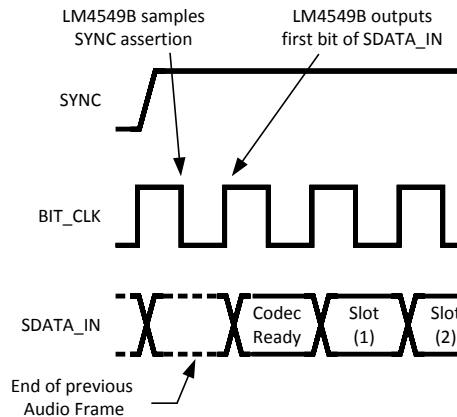 LM4549B samples
SYNC assertion
LM4549B outputs
first bit of SDATA_IN
SYNC
BIT_CLK
SDATA_IN
Codec
Ready
Slot
(1)
Slot
(2)
End of previous
Audio Frame